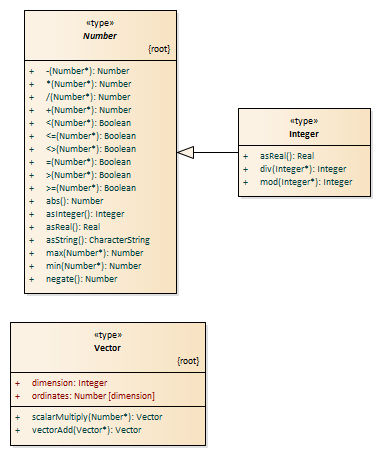 «type»
Number
{root}
+ -(Number*): Number
+ *(Number*): Number
+ /(Number*): Number
+ +(Number*): Number
+ <(Number*): Boolean
+ <=(Number*): Boolean
+ <>(Number*): Boolean
+ =(Number*): Boolean
+ >(Number*): Boolean
+ >=(Number*): Boolean
+ abs(): Number
+ asInteger(): Integer
+ asReal(): Real
+ asString(): CharacterString
+ max(Number*): Number
+ min(Number*): Number
+ negate(): Number
«type»
Integer
+ asReal(): Real
+ div(Integer*): Integer
+ mod(Integer*): Integer
«type»
Vector
{root}
+ dimension: Integer
+ ordinates: Number [dimension]
+ scalarMultiply(Number*): Vector
+ vectorAdd(Vector*): Vector